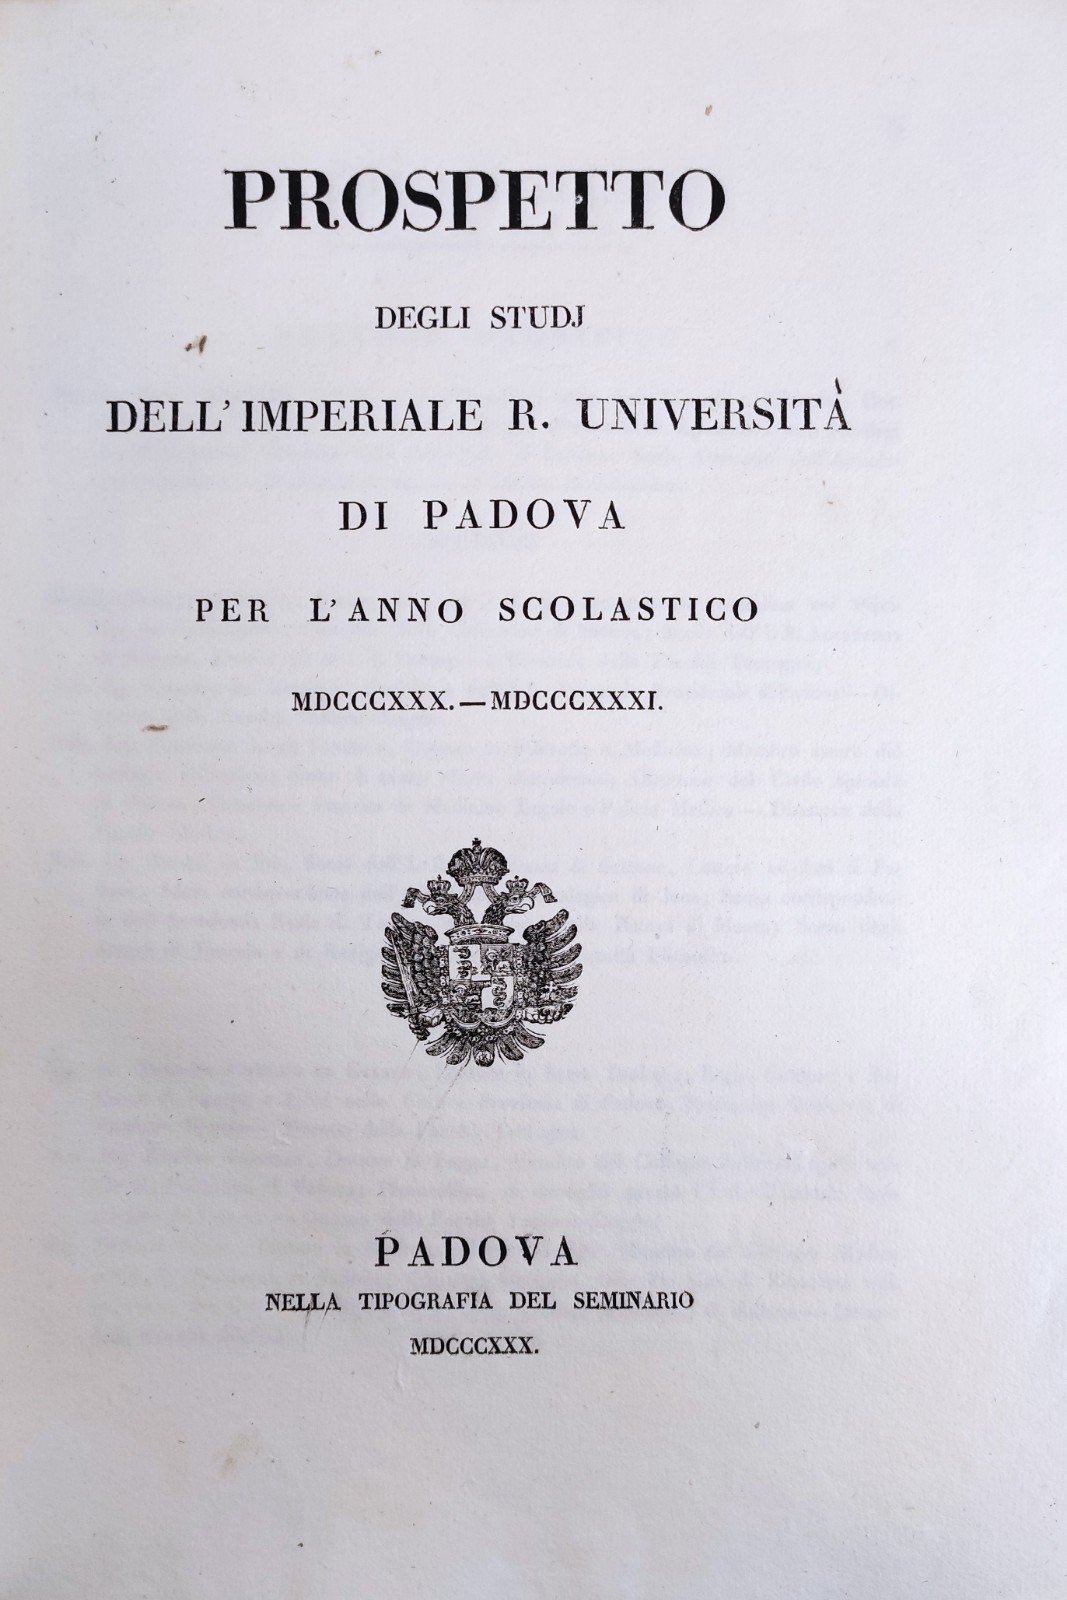 PROSPETTO
DEGLI STUDJ
DELL'IMPERIALE R. UNIVERSITÀ
DI PADOVA
PER L'ANNO SCOLASTICO
MDCCCXXX.—MDCCCXXXI.
PADOVA
NELLA TIPOGRAFIA DEL SEMINARIO
MDCCCXXX.